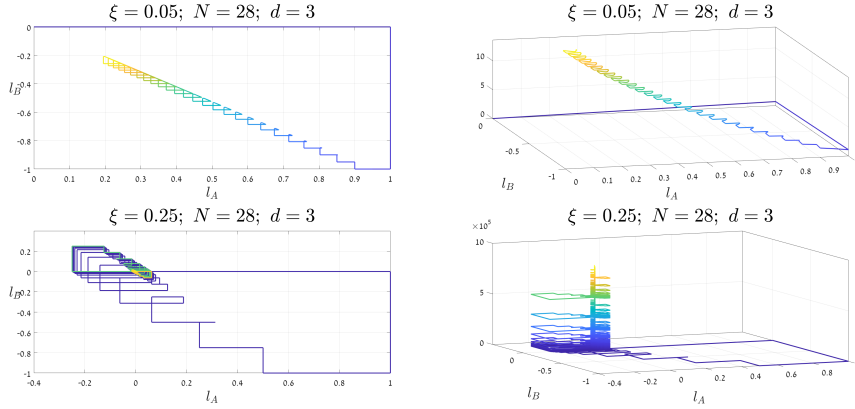 ξ = 0.05; N = 28; d = 3
0
-0.2
-0.4
-0.6
-0.8
-1
l_B
0 0.1 0.2 0.3 0.4 0.5 0.6 0.7 0.8 0.9 1
l_A
ξ = 0.05; N = 28; d = 3
10
5
0
0
-0.5
-1
l_B
0 0.1 0.2 0.3 0.4 0.5 0.6 0.7 0.8 0.9
l_A
ξ = 0.25; N = 28; d = 3
0.2
0
-0.2
-0.4
-0.6
-0.8
-1
l_B
-0.4 -0.2 0 0.2 0.4 0.6 0.8 1
l_A
ξ = 0.25; N = 28; d = 3
×10^5
10
5
0
0
-0.5
-1
l_B
-0.4 -0.2 0 0.2 0.4 0.6 0.8
l_A